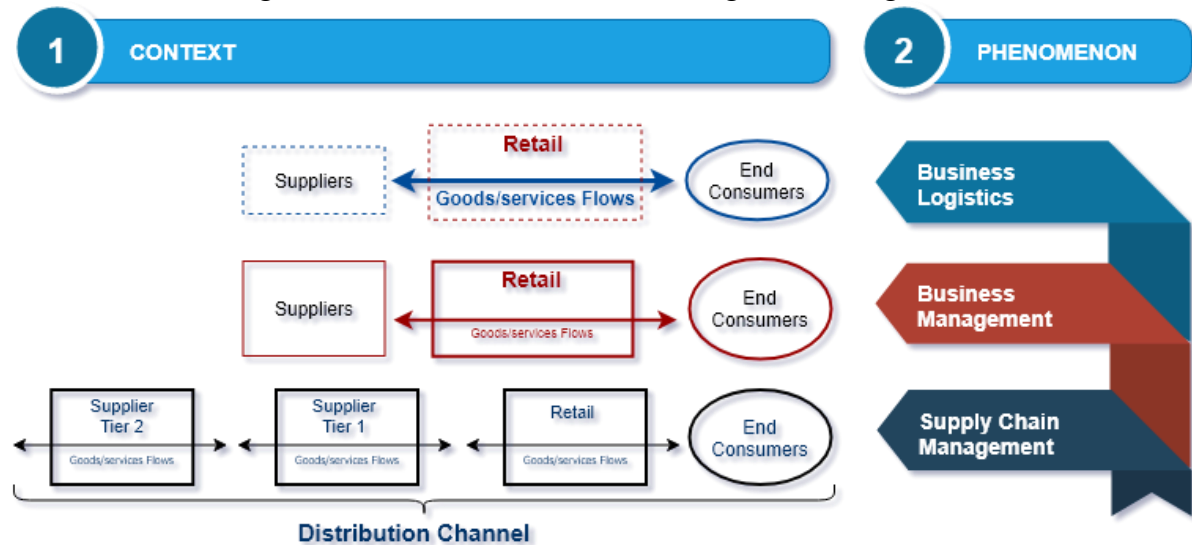 1
CONTEXT
2
PHENOMENON
Retail
Suppliers
Goods/services Flows
End
Consumers
Business
Logistics
Retail
Suppliers
Goods/services Flows
End
Consumers
Business
Management
Supplier
Tier 2
Goods/services Flows
Supplier
Tier 1
Goods/services Flows
Retail
Goods/services Flows
End
Consumers
Supply Chain
Management
Distribution Channel